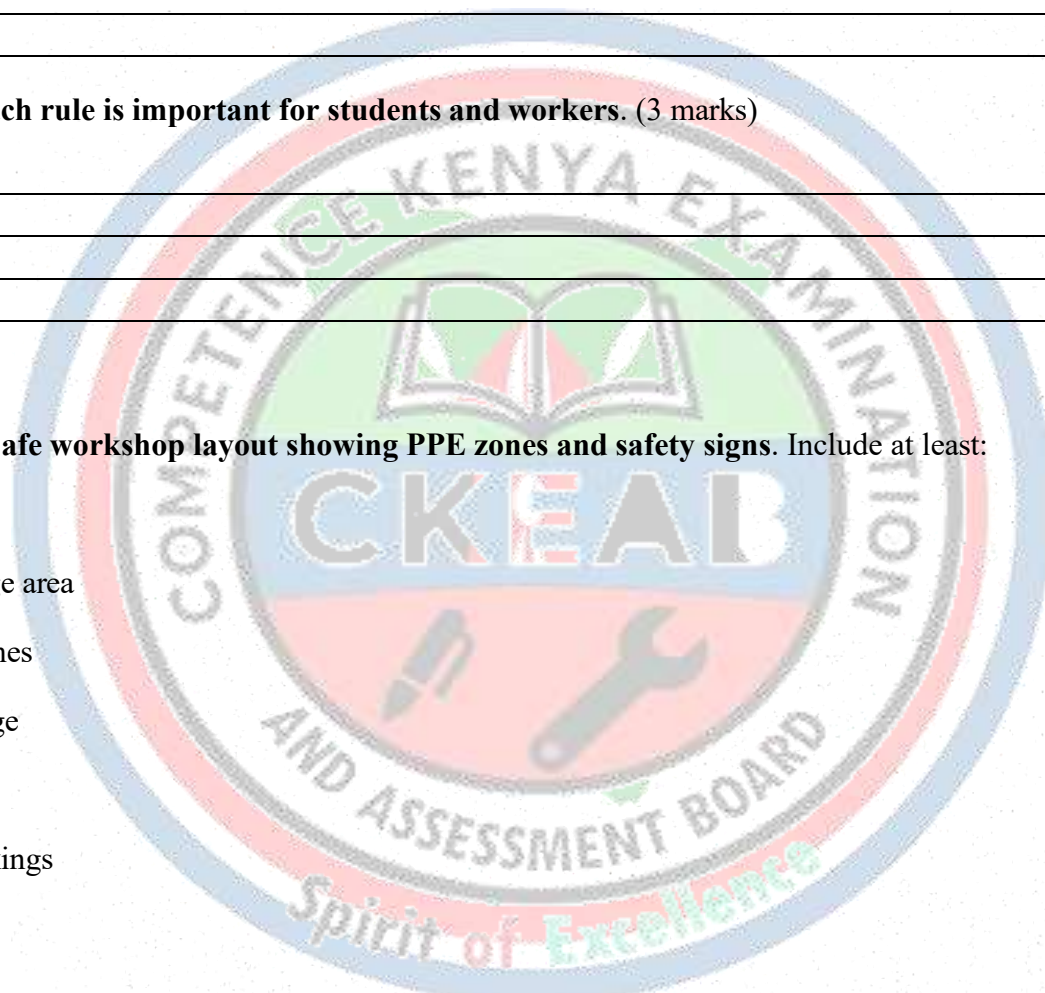 ch rule is important for students and workers. (3 marks)
COMPETENCE KENYA EXAMINATION
afe workshop layout showing PPE zones and safety signs. Include at least:
CKEAB
e area
nes
ge
AND ASSESSMENT BOARD
ings
Spirit of Excellence